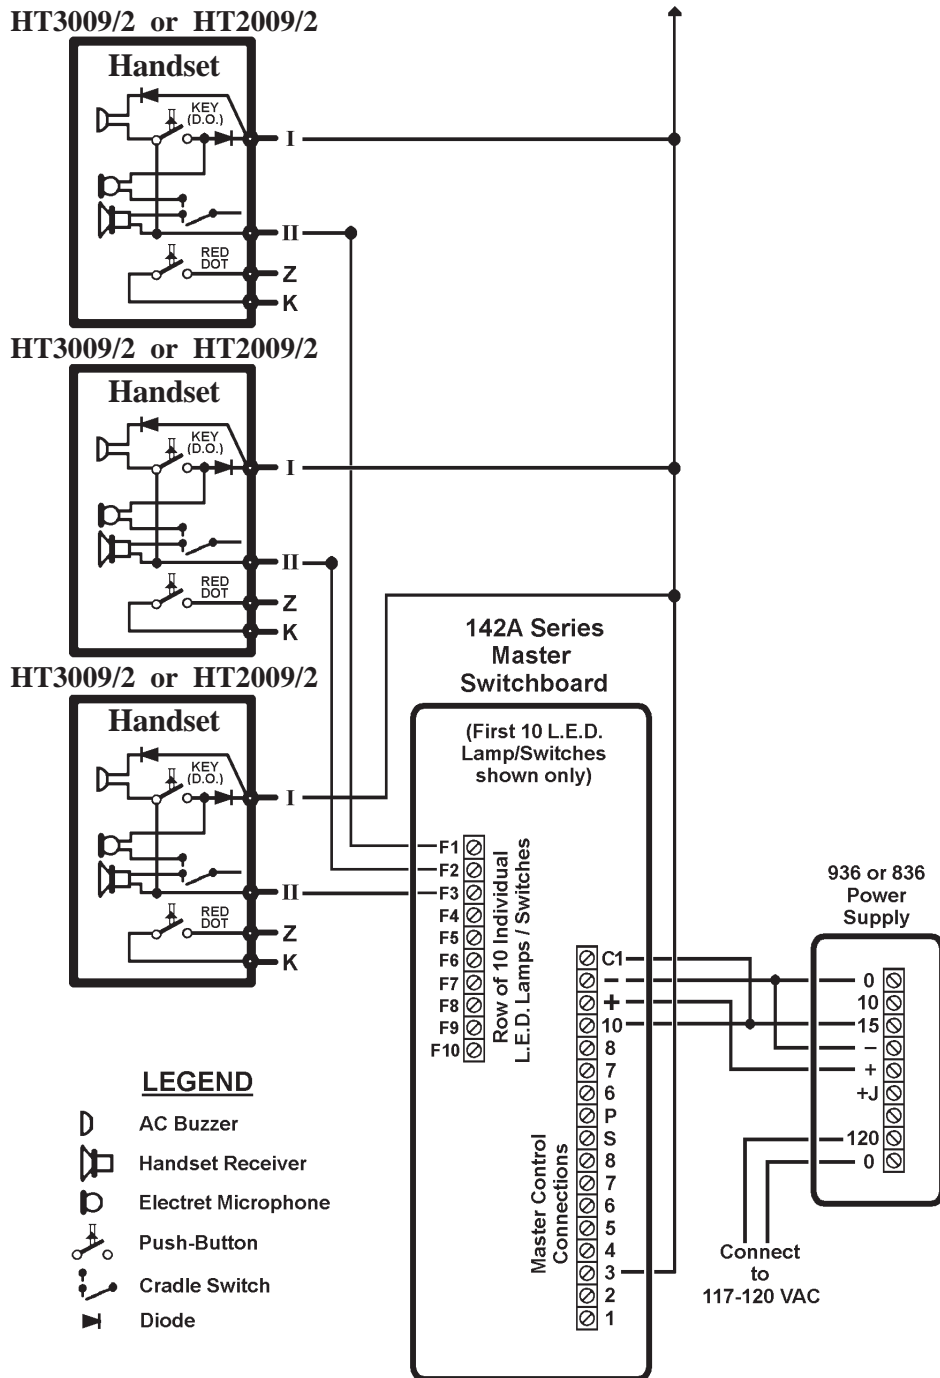 HT3009/2 or HT2009/2
Handset
KEY
(D.O.)
I
II
RED
DOT
Z
K
HT3009/2 or HT2009/2
Handset
KEY
(D.O.)
I
II
RED
DOT
Z
K
HT3009/2 or HT2009/2
Handset
KEY
(D.O.)
I
II
RED
DOT
Z
K
142A Series
Master
Switchboard
(First 10 L.E.D.
Lamp/Switches
shown only)
F1
F2
F3
F4
F5
F6
F7
F8
F9
F10
Row of 10 Individual
L.E.D. Lamps / Switches
C1
–
+
10
8
7
6
P
S
8
7
6
5
4
3
2
1
Master Control
Connections
936 or 836
Power
Supply
0
10
15
–
+
+J
120
0
Connect
to
117-120 VAC
LEGEND
AC Buzzer
Handset Receiver
Electret Microphone
Push-Button
Cradle Switch
Diode